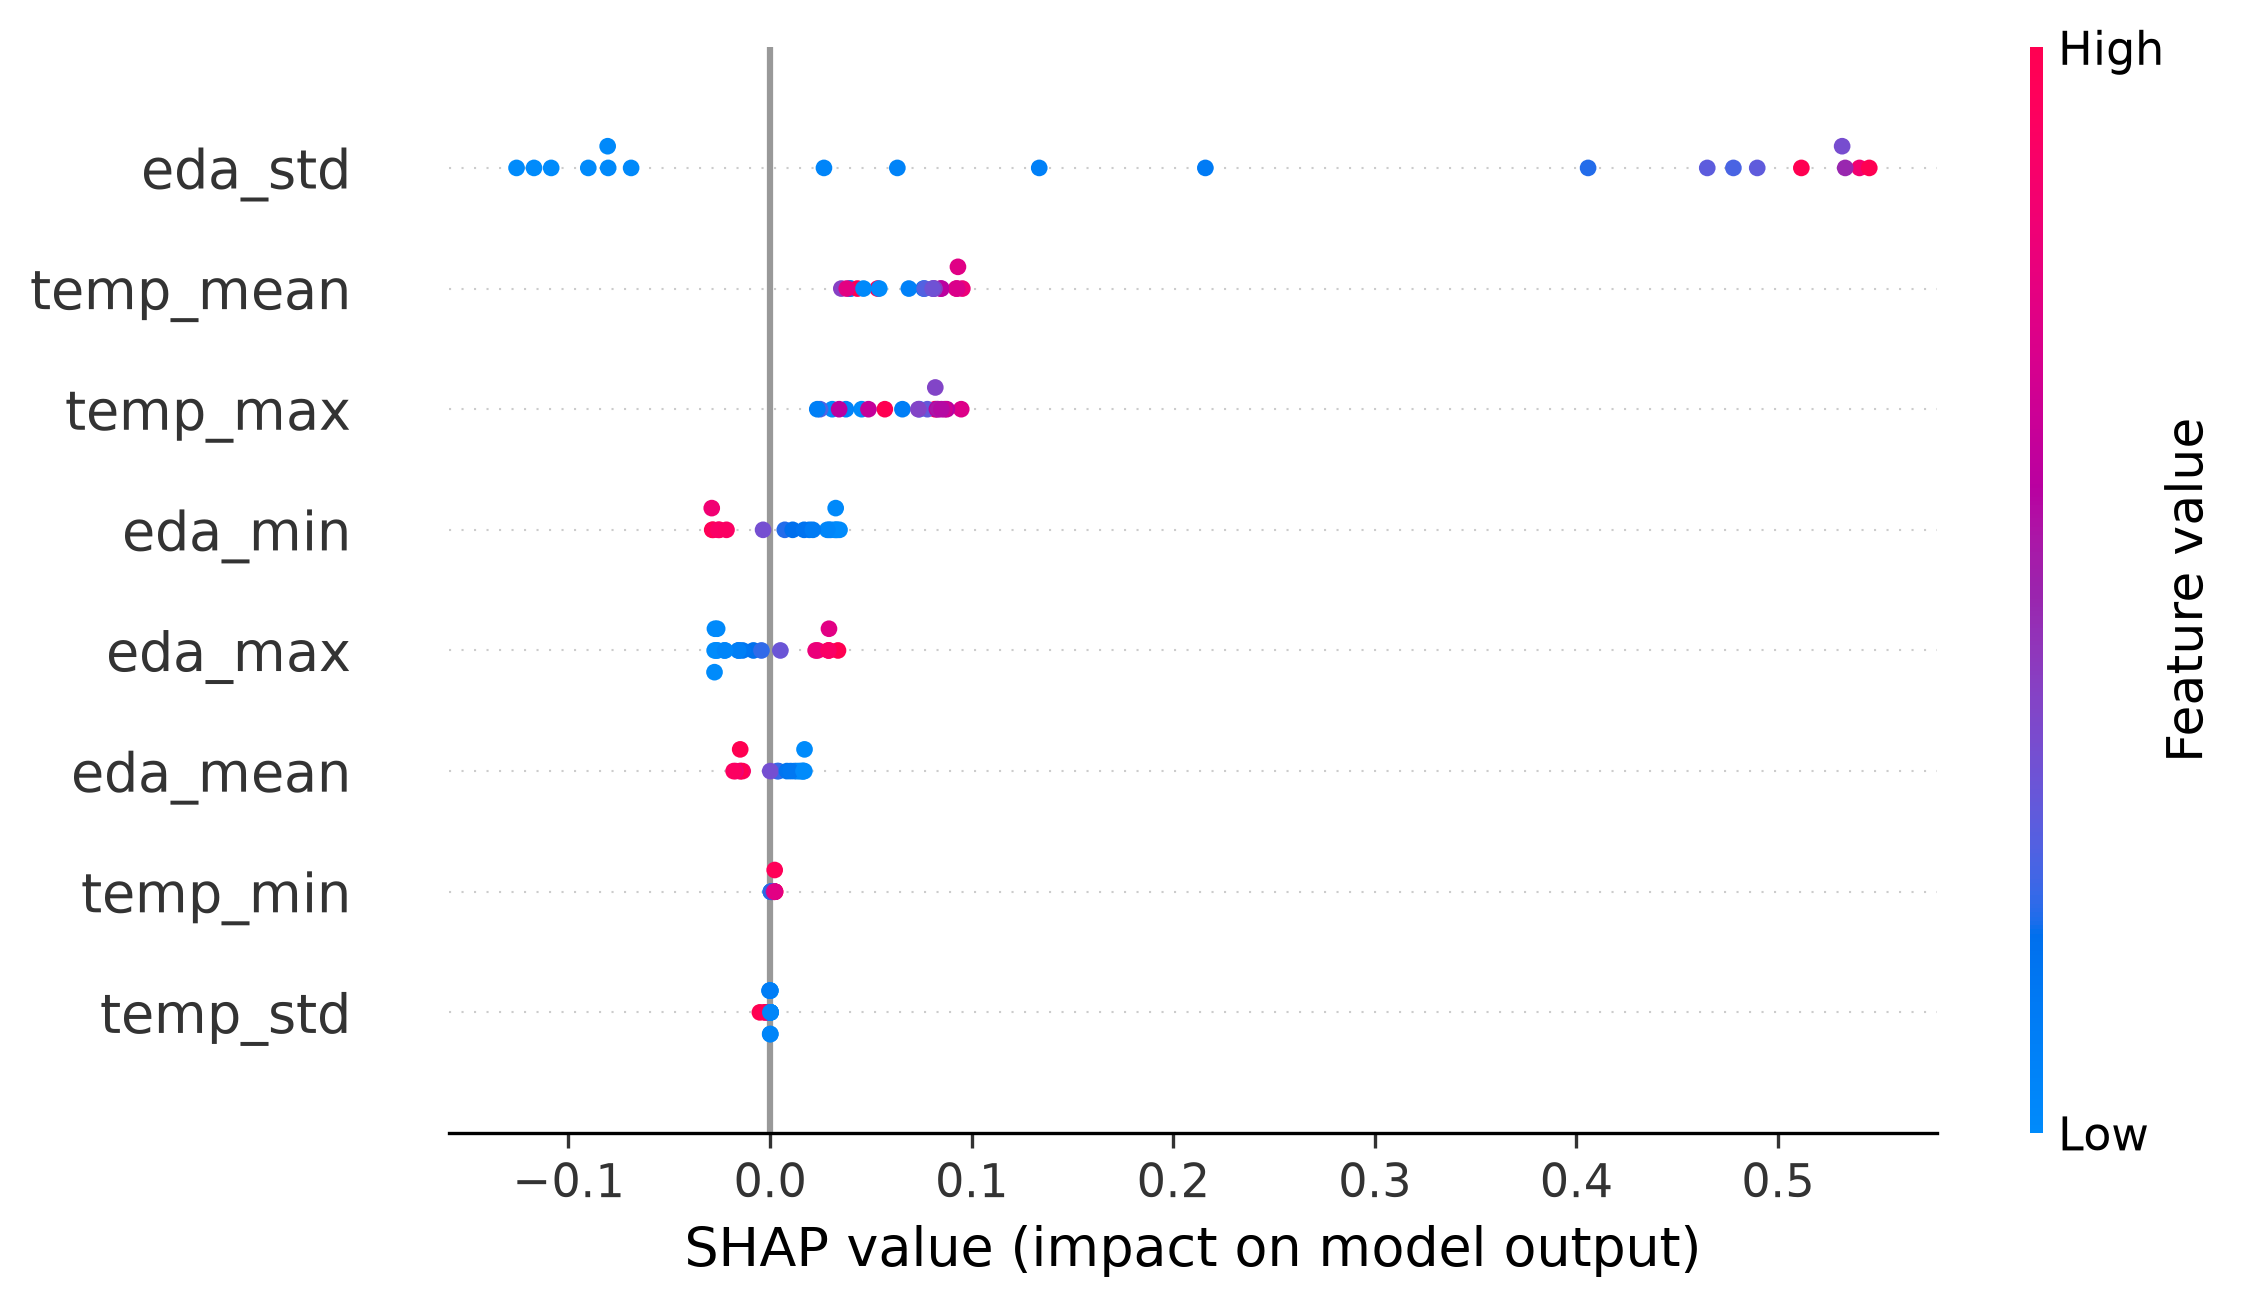 High
eda_std
temp_mean
temp_max
eda_min
eda_max
eda_mean
temp_min
temp_std
Feature value
Low
−0.1 0.0 0.1 0.2 0.3 0.4 0.5
SHAP value (impact on model output)